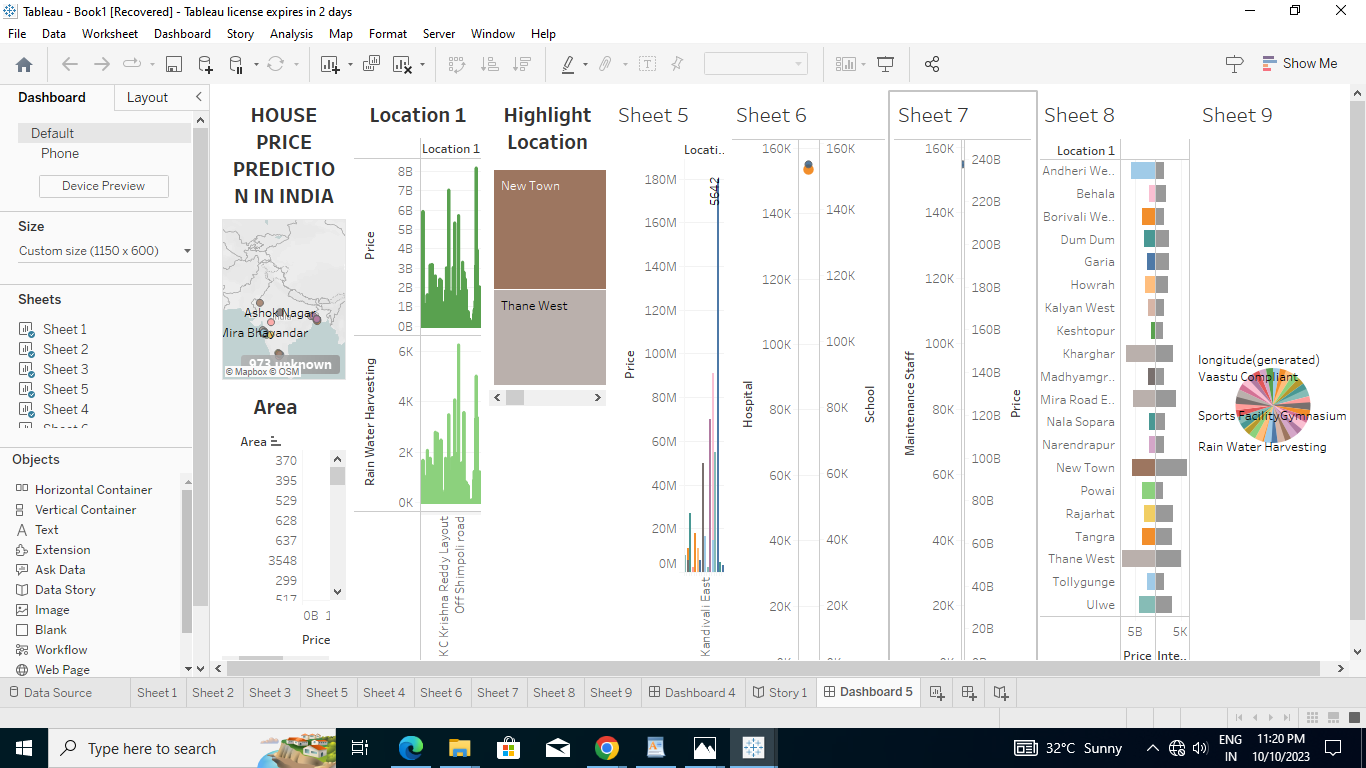 Tableau - Book1 [Recovered] - Tableau license expires in 2 days
File Data Worksheet Dashboard Story Analysis Map Format Server Window Help
Show Me
Dashboard Layout
Default
Phone
Device Preview
Size
Custom size (1150 x 600)
Sheets
Sheet 1
Sheet 2
Sheet 3
Sheet 5
Sheet 4
Objects
Horizontal Container
Vertical Container
Text
Extension
Ask Data
Data Story
Image
Blank
Workflow
Web Page
HOUSE
PRICE
PREDICTIO
N IN INDIA
Ashok Nagar
Mira Bhayandar
973 unknown
© Mapbox © OSM
Area
Area
370
395
529
628
637
3548
299
517
0B 1
Price
Location 1
Location 1
8B
7B
6B
5B
4B
3B
2B
1B
0B
Price
6K
4K
2K
0K
Rain Water Harvesting
K C Krishna Reddy Layout
Off Shimpoli road
Highlight
Location
New Town
Thane West
Sheet 5
Locati..
5642
180M
160M
140M
120M
100M
80M
60M
40M
20M
0M
Price
Kandivali East
Sheet 6
160K 160K
140K 140K
120K 120K
100K 100K
80K 80K
60K 60K
40K 40K
20K 20K
Hospital
School
Sheet 7
160K
140K
120K
100K
80K
60K
40K
20K
Maintenance Staff
240B
220B
200B
180B
160B
140B
120B
100B
80B
60B
40B
20B
Price
Sheet 8
Location 1
Andheri We..
Behala
Borivali We..
Dum Dum
Garia
Howrah
Kalyan West
Keshtopur
Kharghar
Madhyamgr..
Mira Road E..
Nala Sopara
Narendrapur
New Town
Powai
Rajarhat
Tangra
Thane West
Tollygunge
Ulwe
5B 5K
Price Inte..
Sheet 9
longitude(generated)
Vaastu Compliant
Sports Facility Gymnasium
Rain Water Harvesting
Data Source Sheet 1 Sheet 2 Sheet 3 Sheet 5 Sheet 4 Sheet 6 Sheet 7 Sheet 8 Sheet 9 Dashboard 4 Story 1 Dashboard 5
Type here to search
32°C Sunny
ENG
IN
11:20 PM
10/10/2023